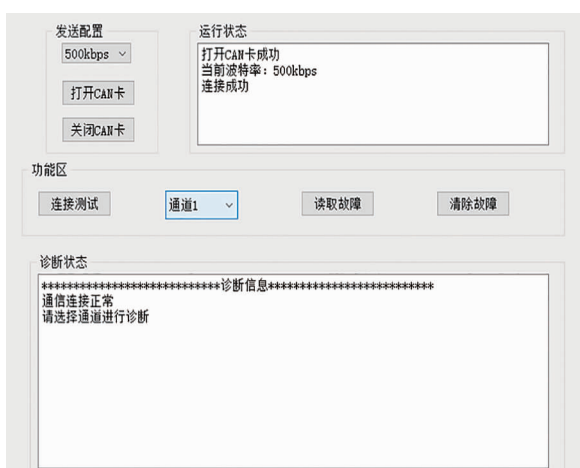 发送配置
500kbps
打开CAN卡
关闭CAN卡
运行状态
打开CAN卡成功
当前波特率：500kbps
连接成功
功能区
连接测试
通道1
读取故障
清除故障
诊断状态
****************************诊断信息**************************
通信连接正常
请选择通道进行诊断